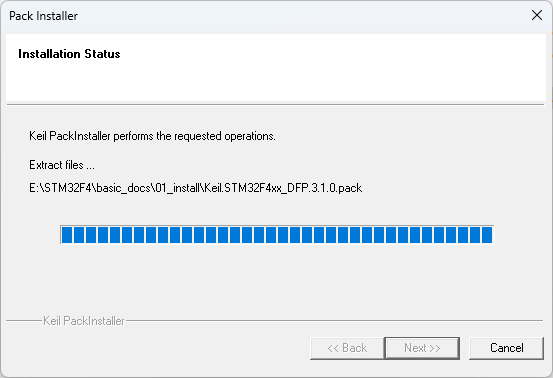 Pack Installer
Installation Status
Keil PackInstaller performs the requested operations.
Extract files ...
E:\STM32F4\basic_docs\01_install\Keil.STM32F4xx_DFP.3.1.0.pack
Keil PackInstaller
<< Back
Next >>
Cancel